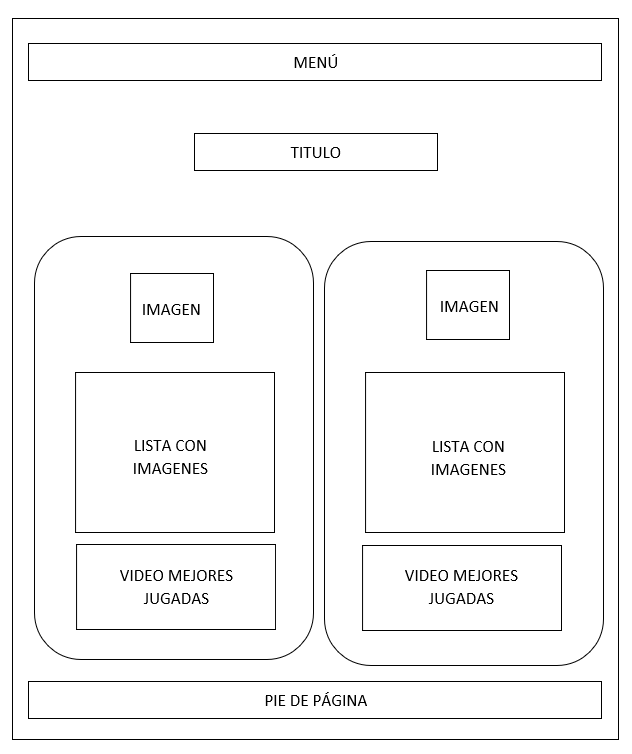 MENÚ
TITULO
IMAGEN
LISTA CON
IMAGENES
VIDEO MEJORES
JUGADAS
IMAGEN
LISTA CON
IMAGENES
VIDEO MEJORES
JUGADAS
PIE DE PÁGINA